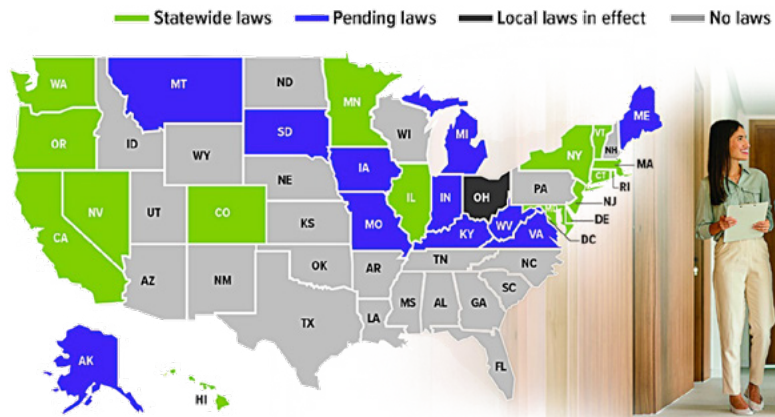 Statewide laws Pending laws Local laws in effect No laws
WA MT ND MN ME
OR ID SD WI MI VT NH
WY NY MA
NV NE IA PA CT RI
CA UT CO KS IL IN OH NJ
MO WV VA DE
KY DC
AZ NM OK AR TN NC
MS AL GA SC
TX LA
AK FL
HI